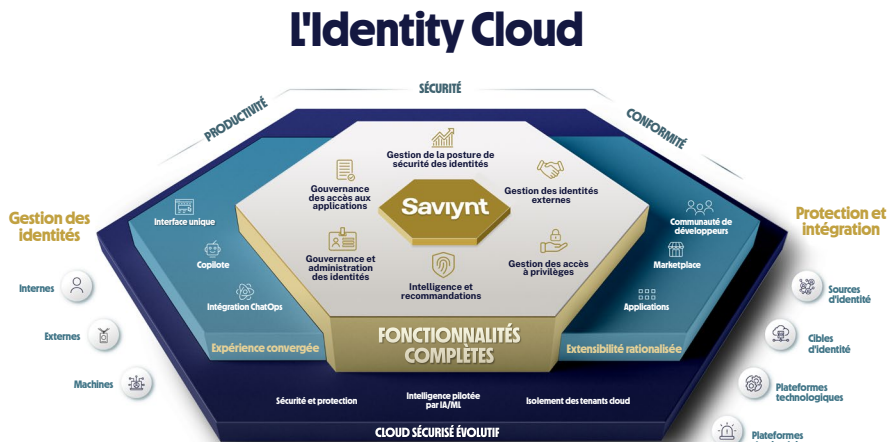 L'Identity Cloud
SÉCURITÉ
PRODUCTIVITÉ
CONFORMITÉ
Gestion de la posture de
sécurité des identités
Gouvernance
des accès aux
applications
Gestion des identités
externes
Saviynt
Gouvernance et
administration
des identités
Intelligence et
recommandations
Gestion des accès
à privilèges
FONCTIONNALITÉS
COMPLÈTES
Interface unique
Copilote
Intégration ChatOps
Expérience convergée
Communauté de
développeurs
Marketplace
Applications
Extensibilité rationalisée
Gestion des
identités
Internes
Externes
Machines
Protection et
intégration
Sources
d'identité
Cibles
d'identité
Plateformes
technologiques
Plateformes
Sécurité et protection
Intelligence pilotée
par IA/ML
Isolement des tenants cloud
CLOUD SÉCURISÉ ÉVOLUTIF